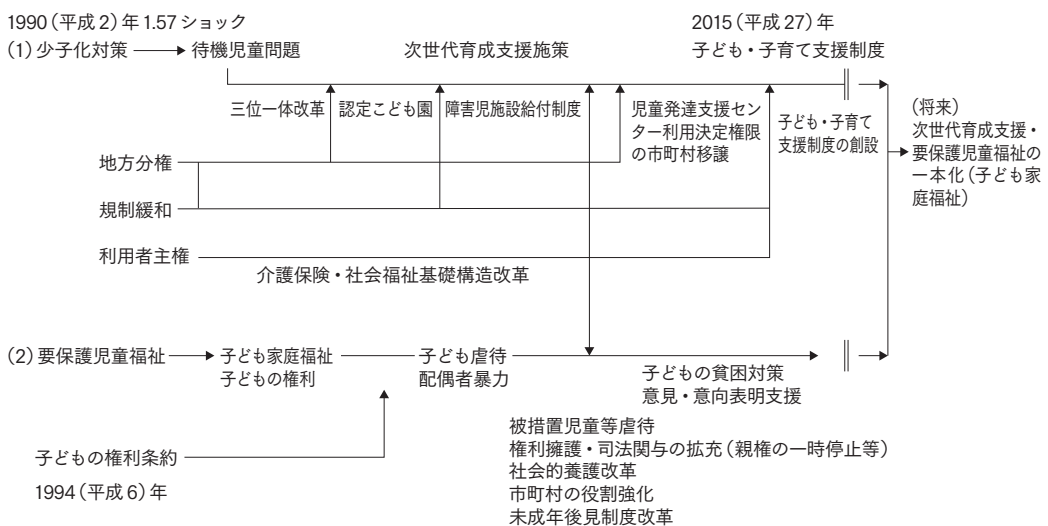 1990(平成2)年 1.57ショック
2015(平成27)年
(1)少子化対策
待機児童問題
次世代育成支援施策
子ども・子育て支援制度
三位一体改革
認定こども園
障害児施設給付制度
児童発達支援セン
ター利用決定権限
の市町村移譲
子ども・子育て
支援制度の創設
(将来)
次世代育成支援・
要保護児童福祉の
一本化(子ども家
庭福祉)
地方分権
規制緩和
利用者主権
介護保険・社会福祉基礎構造改革
(2)要保護児童福祉
子ども家庭福祉
子どもの権利
子ども虐待
配偶者暴力
子どもの貧困対策
意見・意向表明支援
被措置児童等虐待
権利擁護・司法関与の拡充(親権の一時停止等)
社会的養護改革
市町村の役割強化
未成年後見制度改革
子どもの権利条約
1994(平成6)年